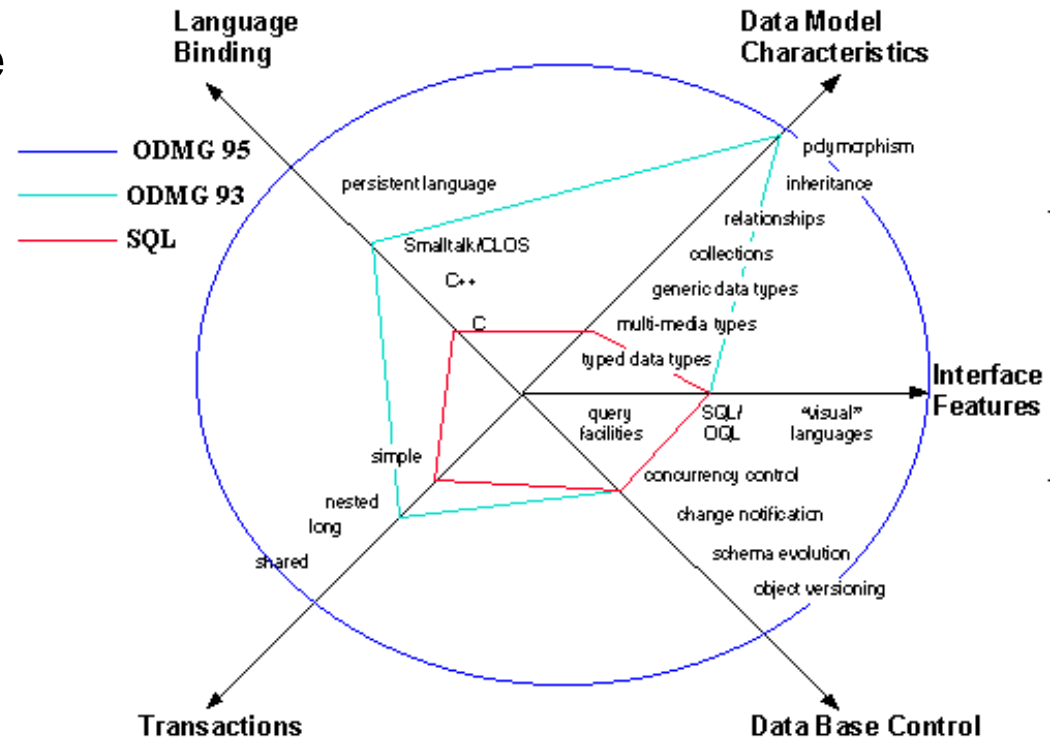 Language
Binding
Data Model
Characteristics
e
ODMG 95
ODMG 93
SQL
polymorphism
persistent language
inheritance
relationships
Smalltalk/CLOS
collections
C++
generic data types
C
multi-media types
typed data types
Interface
Features
query
facilities
SQL/
OQL
"visual"
languages
simple
concurrency control
nested
change notification
long
shared
schema evolution
object versioning
Transactions
Data Base Control